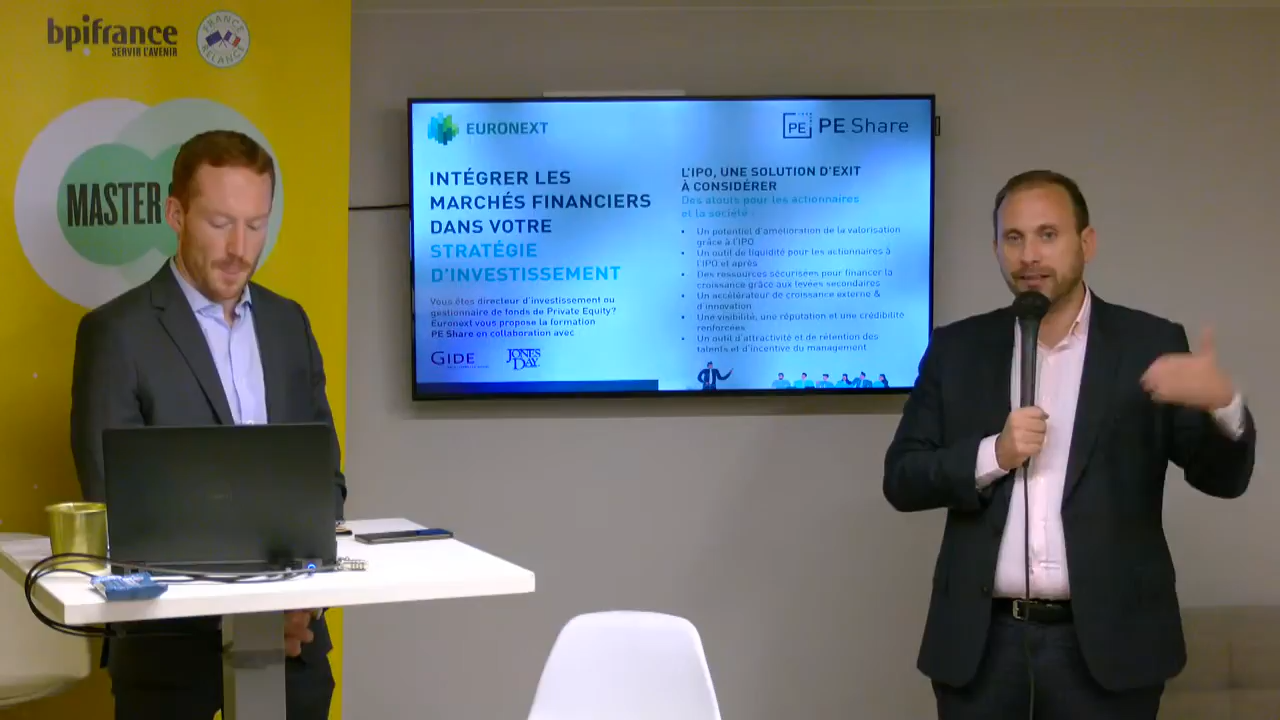 bpifrance
SERVIR L'AVENIR
FRANCE
RELANCE
MASTER
EURONEXT
INTÉGRER LES
MARCHÉS FINANCIERS
DANS VOTRE
STRATÉGIE
D'INVESTISSEMENT
Vous êtes directeur d'investissement ou
gestionnaire de fonds de Private Equity?
Euronext vous propose la formation
PE Share en collaboration avec
GIDE
JONES
DAY
PE
PE Share
L'IPO, UNE SOLUTION D'EXIT
À CONSIDÉRER
Des atouts pour les actionnaires
et la société :
• Un potentiel d'amélioration de la valorisation
grâce à l'IPO
• Un outil de liquidité pour les actionnaires à
l'IPO et après
• Des ressources sécurisées pour financer la
croissance grâce aux levées secondaires
• Un accélérateur de croissance externe &
d'innovation
• Une visibilité, une réputation et une crédibilité
renforcées
• Un outil d'attractivité et de rétention des
talents et d'incentive du management